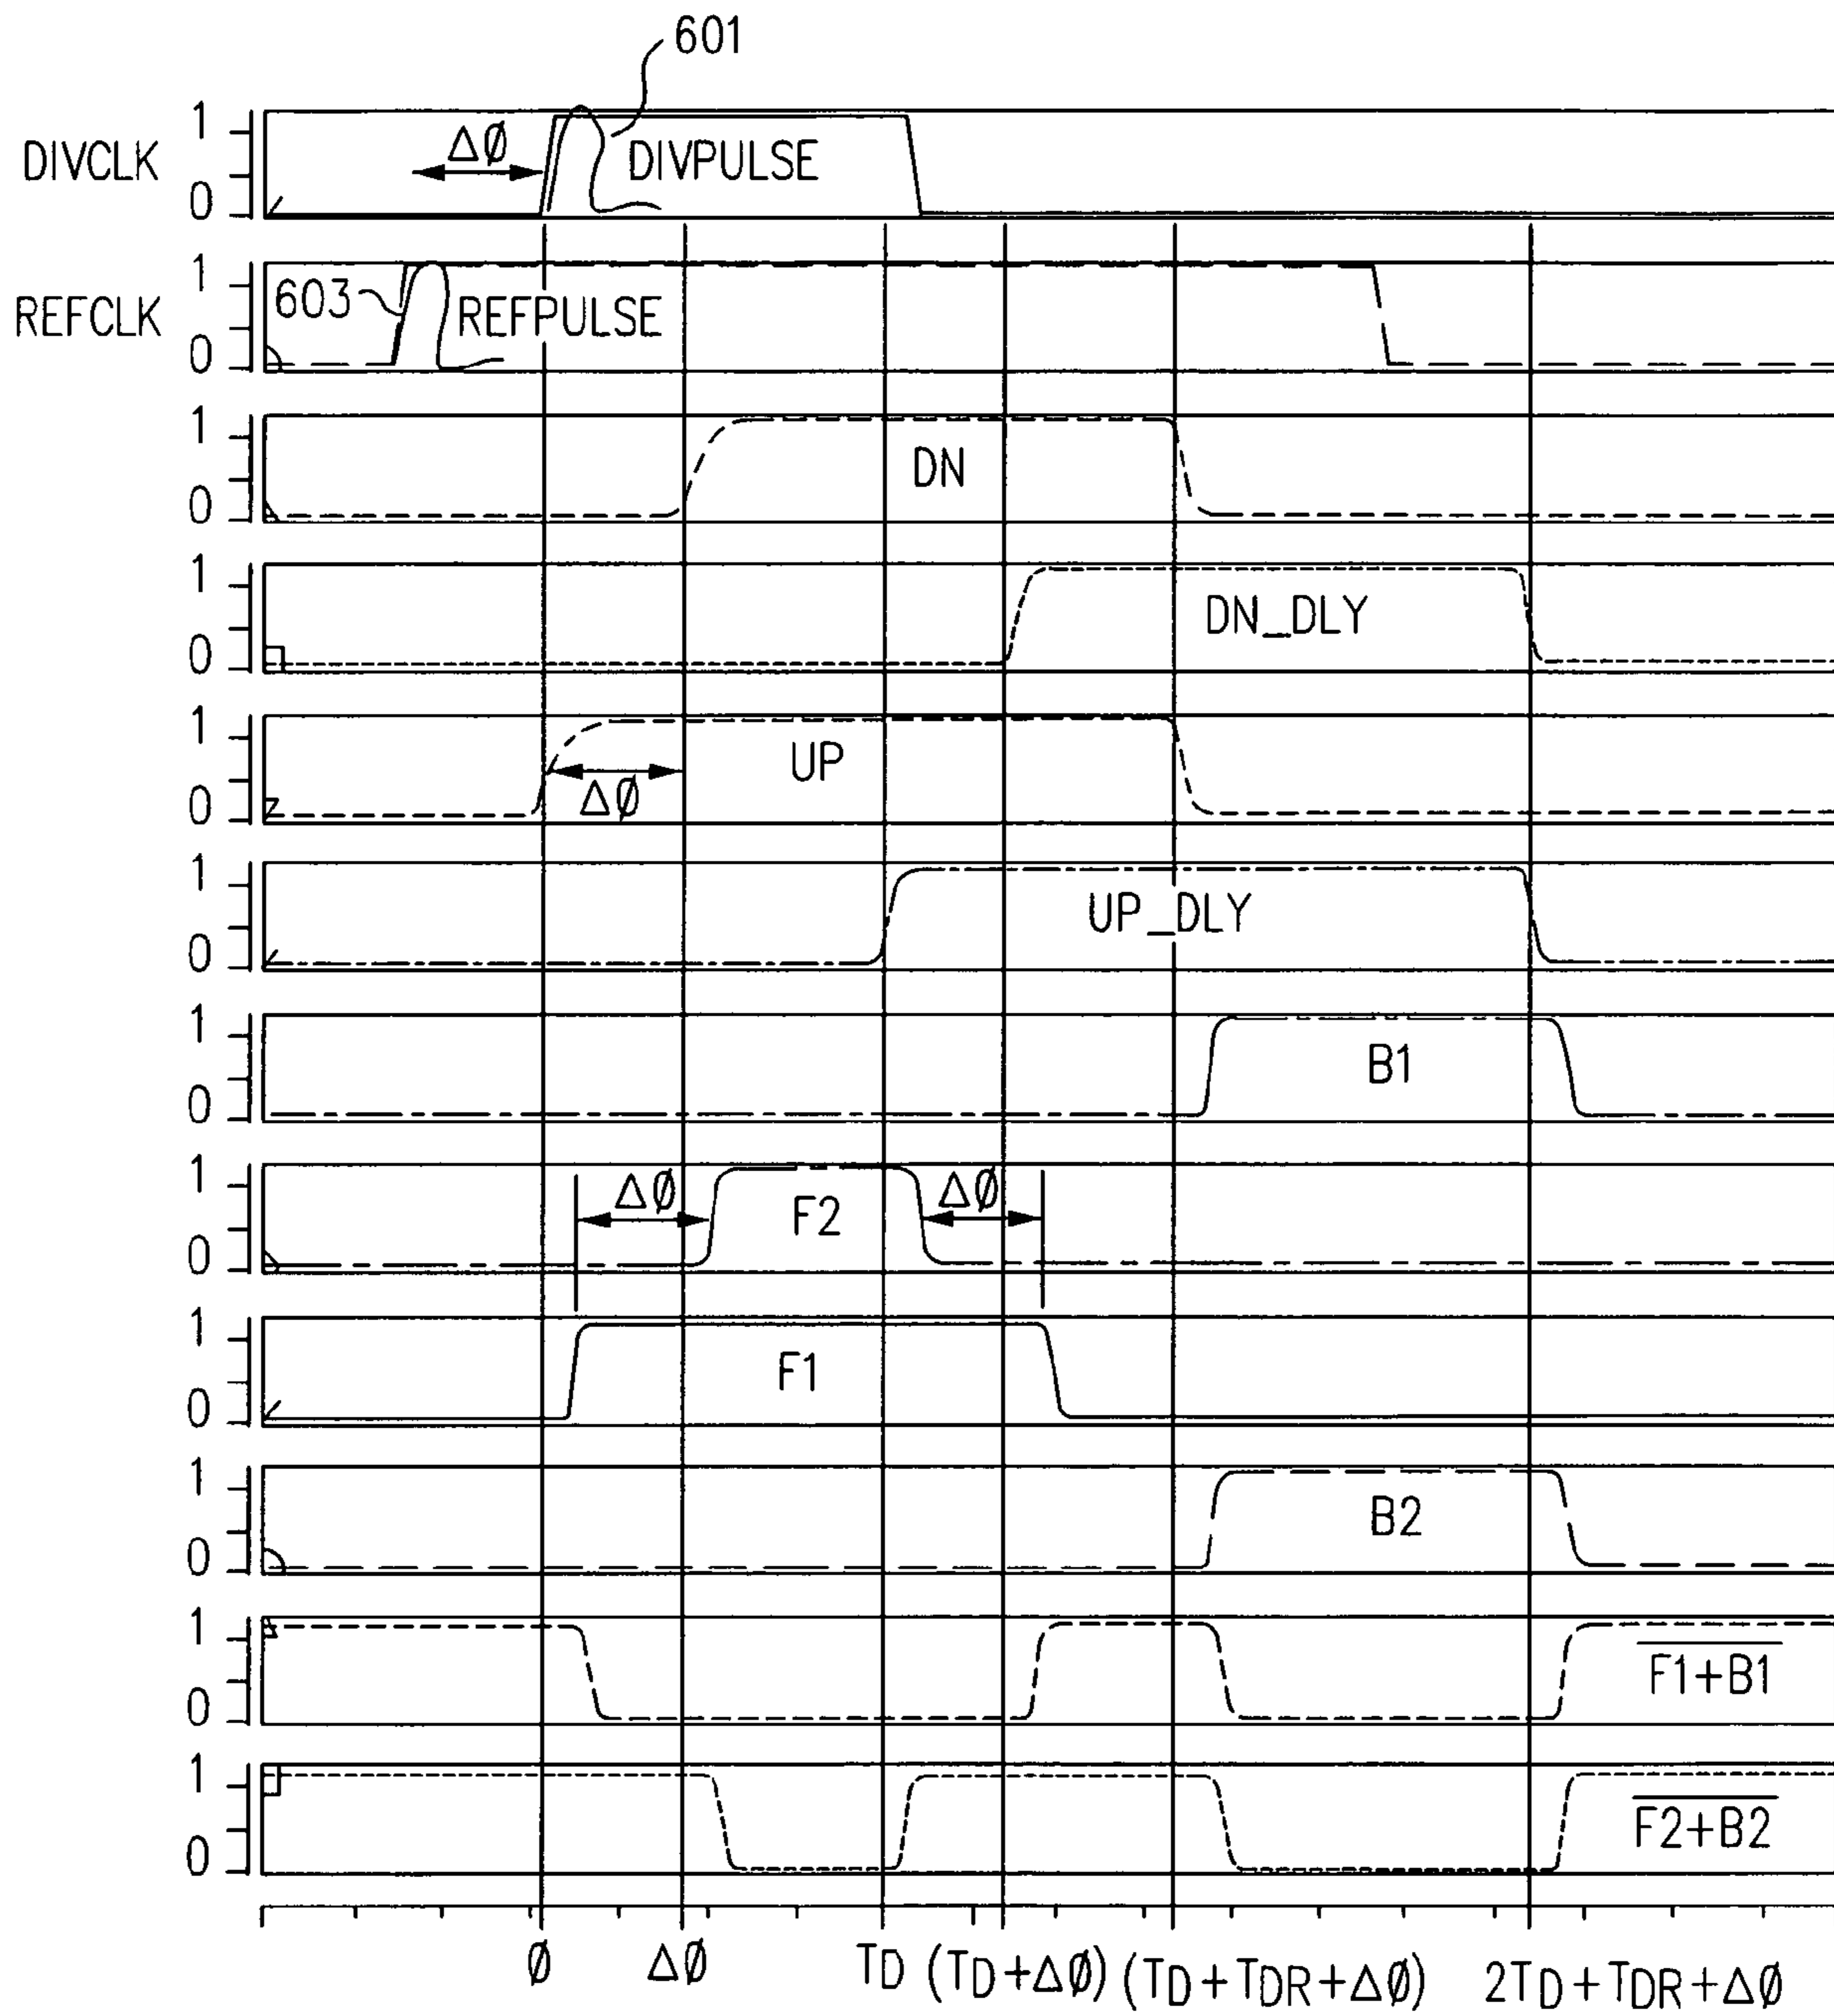 601
1
DIVCLK
ΔØ
DIVPULSE
0
1
REFCLK
603
REFPULSE
0
1
DN
0
1
DN_DLY
0
1
UP
ΔØ
0
1
UP_DLY
0
1
B1
0
1
ΔØ
F2
ΔØ
0
1
F1
0
1
B2
0
1
F1+B1
0
1
F2+B2
0
Ø ΔØ TD (TD+ΔØ) (TD+TDR+ΔØ) 2TD+TDR+ΔØ